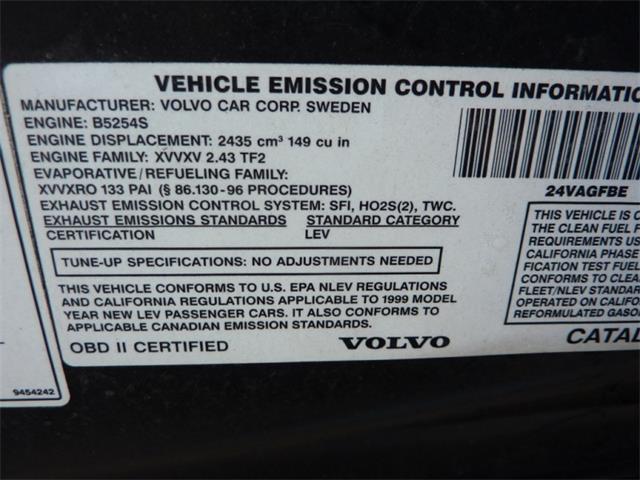 VEHICLE EMISSION CONTROL INFORMATIO
MANUFACTURER: VOLVO CAR CORP. SWEDEN
ENGINE: B5254S
ENGINE DISPLACEMENT: 2435 cm³ 149 cu in
ENGINE FAMILY: XVVXV 2.43 TF2
EVAPORATIVE / REFUELING FAMILY:
XVVXRO 133 PAI (§ 86.130-96 PROCEDURES)
EXHAUST EMISSION CONTROL SYSTEM: SFI, HO2S(2), TWC.
EXHAUST EMISSIONS STANDARDS STANDARD CATEGORY
CERTIFICATION LEV
TUNE-UP SPECIFICATIONS: NO ADJUSTMENTS NEEDED
THIS VEHICLE CONFORMS TO U.S. EPA NLEV REGULATIONS
AND CALIFORNIA REGULATIONS APPLICABLE TO 1999 MODEL
YEAR NEW LEV PASSENGER CARS. IT ALSO CONFORMS TO
APPLICABLE CANADIAN EMISSION STANDARDS.
OBD II CERTIFIED VOLVO
24VAGFBE
THIS VEHICLE IS C
THE CLEAN FUEL F
REQUIREMENTS OF
CALIFORNIA PHASE
FICATION TEST FUEL
CONFORMS TO CLE
FLEET/NLEV STANDAR
OPERATED ON CALIFOR
REFORMULATED GASOL
CATAL
9454242